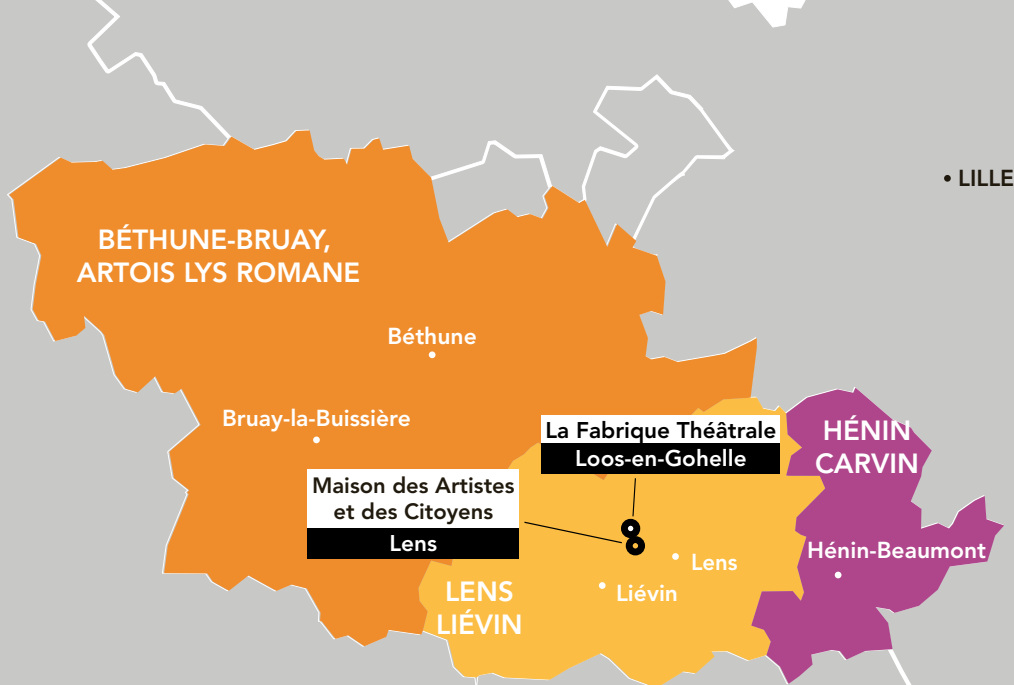 • LILLE
BÉTHUNE-BRUAY,
ARTOIS LYS ROMANE
Béthune
Bruay-la-Buissière
La Fabrique Théâtrale
Loos-en-Gohelle
HÉNIN
CARVIN
Maison des Artistes
et des Citoyens
Lens
Hénin-Beaumont
Lens
Liévin
LENS
LIÉVIN